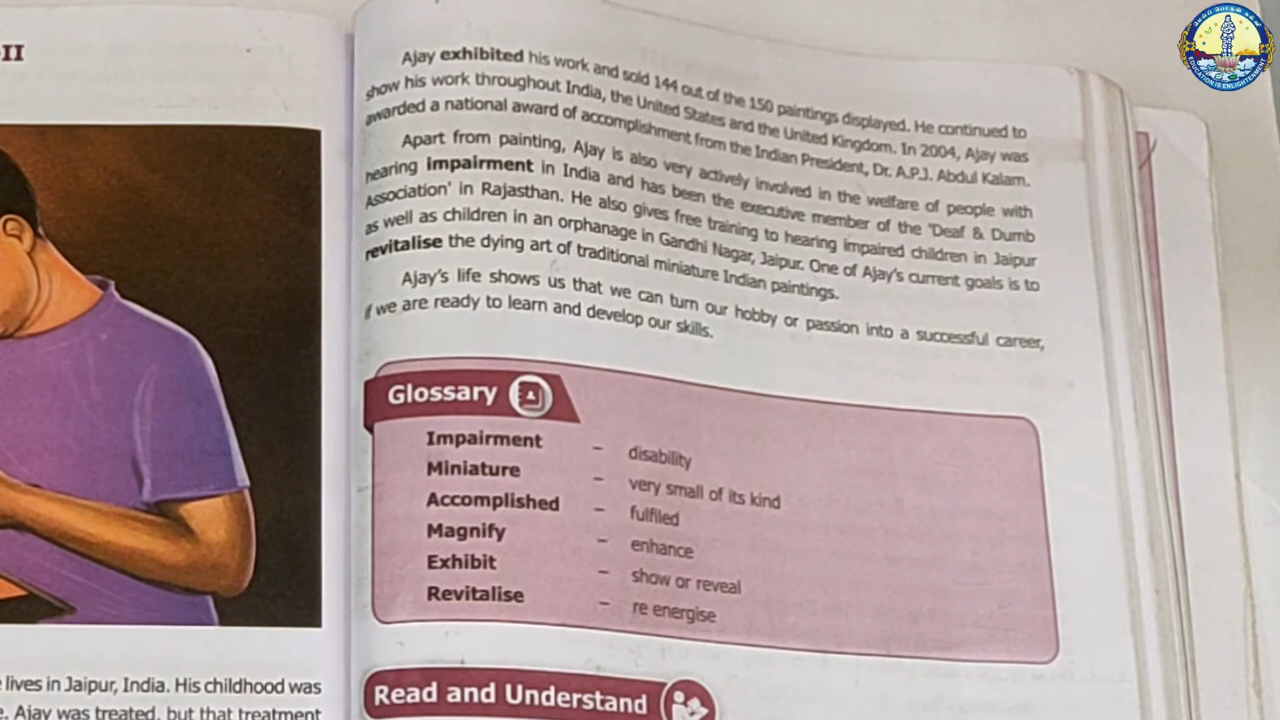 -II
lives in Jaipur, India. His childhood was
Ajay was treated, but that treatment
Ajay exhibited his work and sold 144 out of the 150 paintings displayed. He continued to
show his work throughout India, the United States and the United Kingdom. In 2004, Ajay was
awarded a national award of accomplishment from the Indian President, Dr. A.P.J. Abdul Kalam.
Apart from painting, Ajay is also very actively involved in the welfare of people with
hearing impairment in India and has been the executive member of the 'Deaf & Dumb
Association' in Rajasthan. He also gives free training to hearing impaired children in Jaipur
as well as children in an orphanage in Gandhi Nagar, Jaipur. One of Ajay's current goals is to
revitalise the dying art of traditional miniature Indian paintings.
Ajay's life shows us that we can turn our hobby or passion into a successful career,
if we are ready to learn and develop our skills.
Glossary
Impairment – disability
Miniature – very small of its kind
Accomplished – fulfiled
Magnify – enhance
Exhibit – show or reveal
Revitalise – re energise
Read and Understand
EDUCATION IS ENLIGHTENMENT